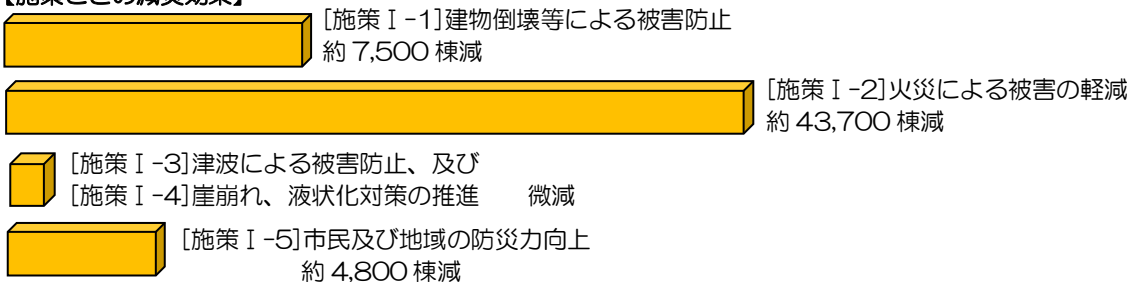 【施策ごとの減災効果】
[施策Ⅰ-1]建物倒壊等による被害防止
約 7,500 棟減
[施策Ⅰ-2]火災による被害の軽減
約 43,700 棟減
[施策Ⅰ-3]津波による被害防止、及び
[施策Ⅰ-4]崖崩れ、液状化対策の推進　　微減
[施策Ⅰ-5]市民及び地域の防災力向上
約 4,800 棟減